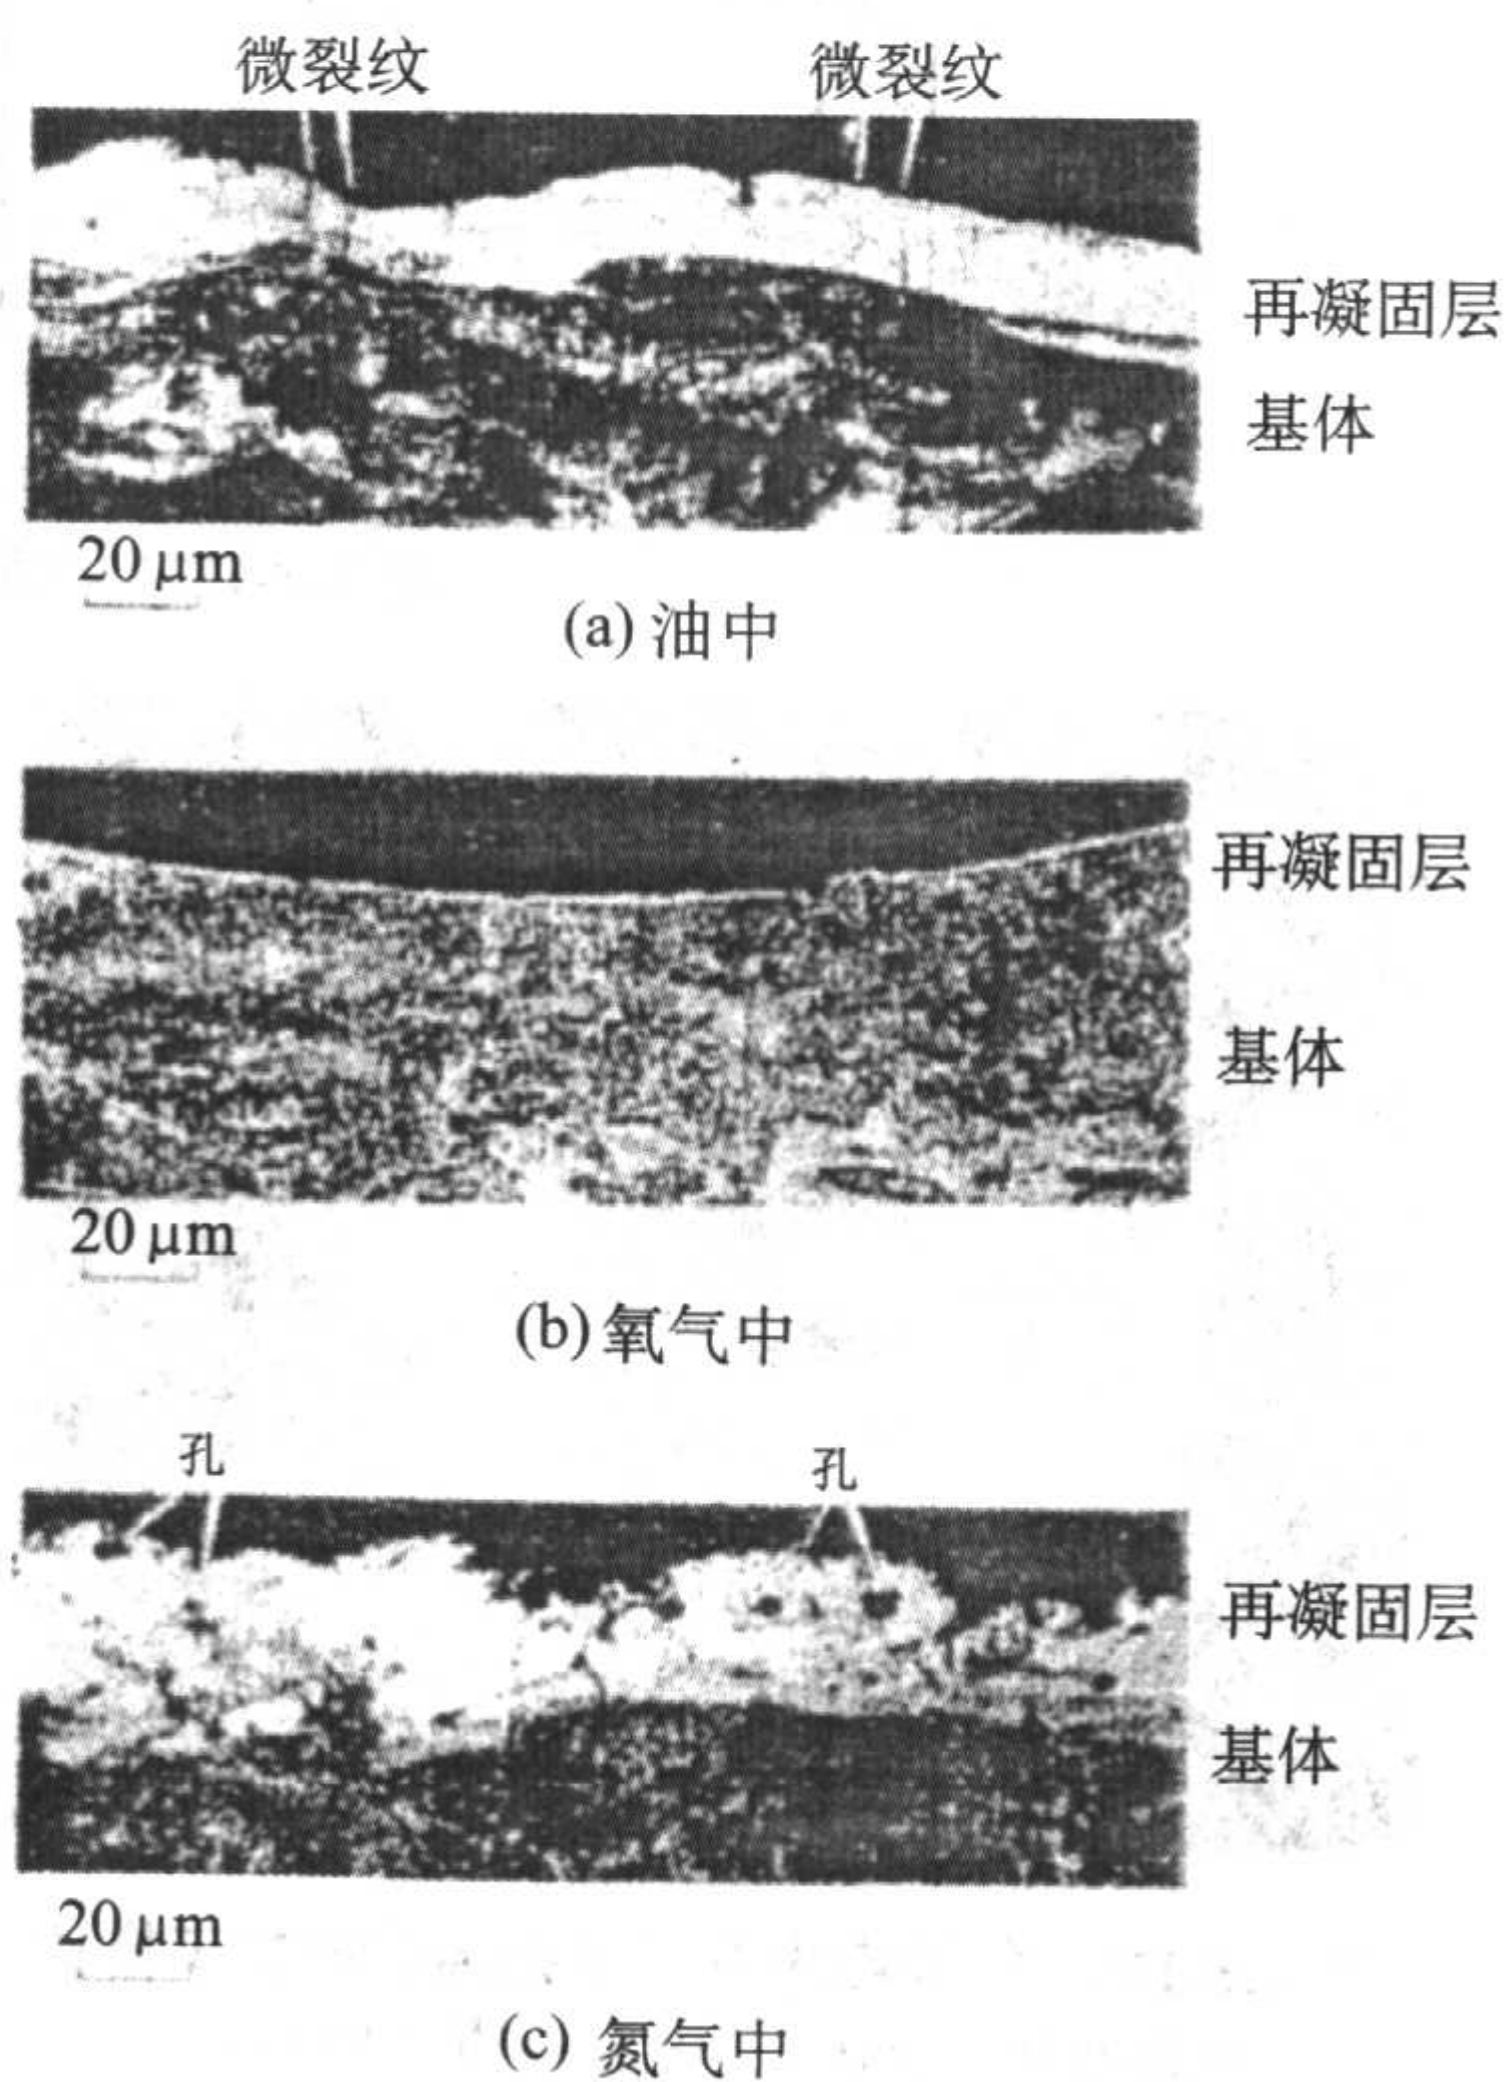 微裂纹 微裂纹
再凝固层
基体
20 μm
(a) 油中
再凝固层
基体
20 μm
(b) 氧气中
孔 孔
再凝固层
基体
20 μm
(c) 氮气中